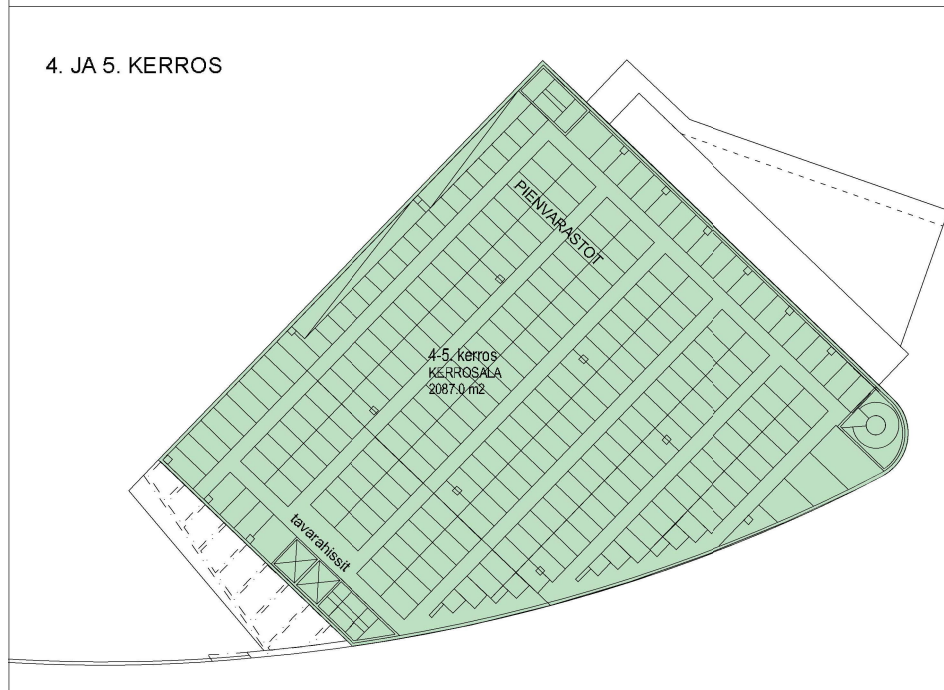 4. JA 5. KERROS
PIENVARASTOT
4-5. kerros
KERROSALA
2087.0 m2
tavarahissit